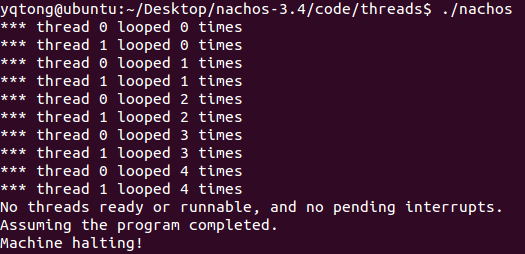 yqtong@ubuntu:~/Desktop/nachos-3.4/code/threads$ ./nachos
*** thread 0 looped 0 times
*** thread 1 looped 0 times
*** thread 0 looped 1 times
*** thread 1 looped 1 times
*** thread 0 looped 2 times
*** thread 1 looped 2 times
*** thread 0 looped 3 times
*** thread 1 looped 3 times
*** thread 0 looped 4 times
*** thread 1 looped 4 times
No threads ready or runnable, and no pending interrupts.
Assuming the program completed.
Machine halting!